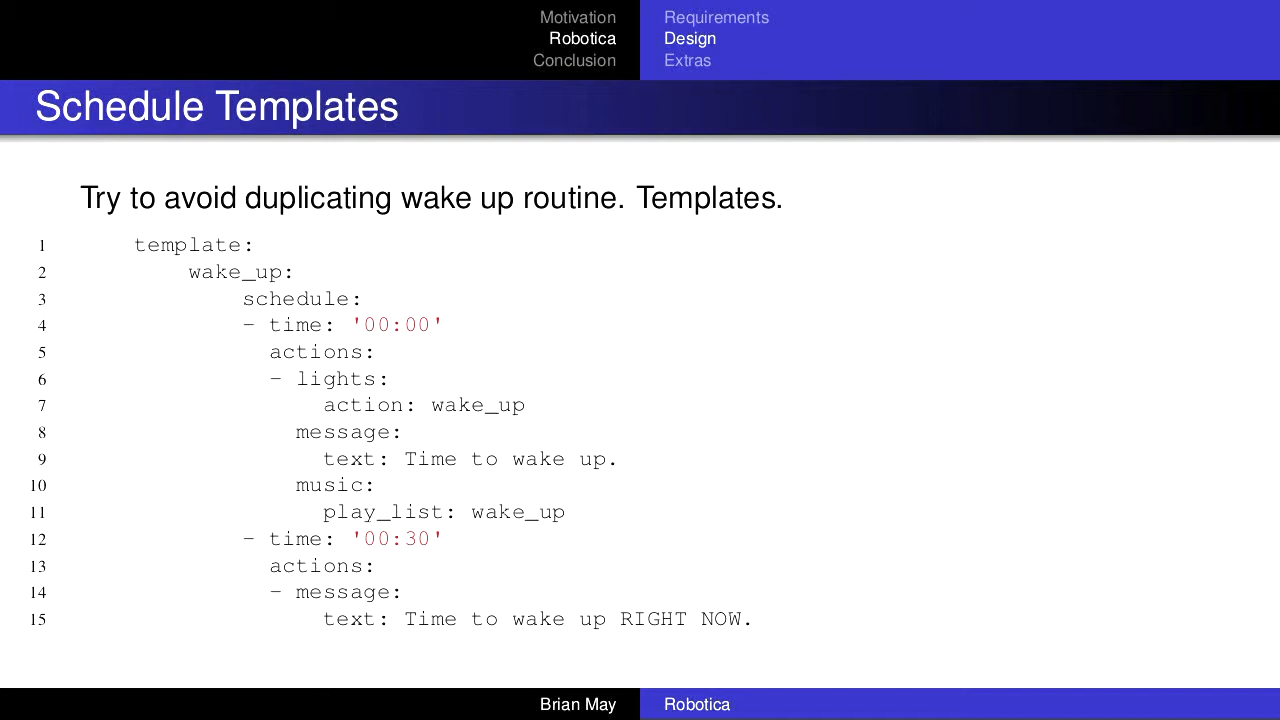 Motivation
Robotica
Conclusion
Requirements
Design
Extras
Schedule Templates
Try to avoid duplicating wake up routine. Templates.
1 template:
2 wake_up:
3 schedule:
4 - time: '00:00'
5 actions:
6 - lights:
7 action: wake_up
8 message:
9 text: Time to wake up.
10 music:
11 play_list: wake_up
12 - time: '00:30'
13 actions:
14 - message:
15 text: Time to wake up RIGHT NOW.
Brian May
Robotica